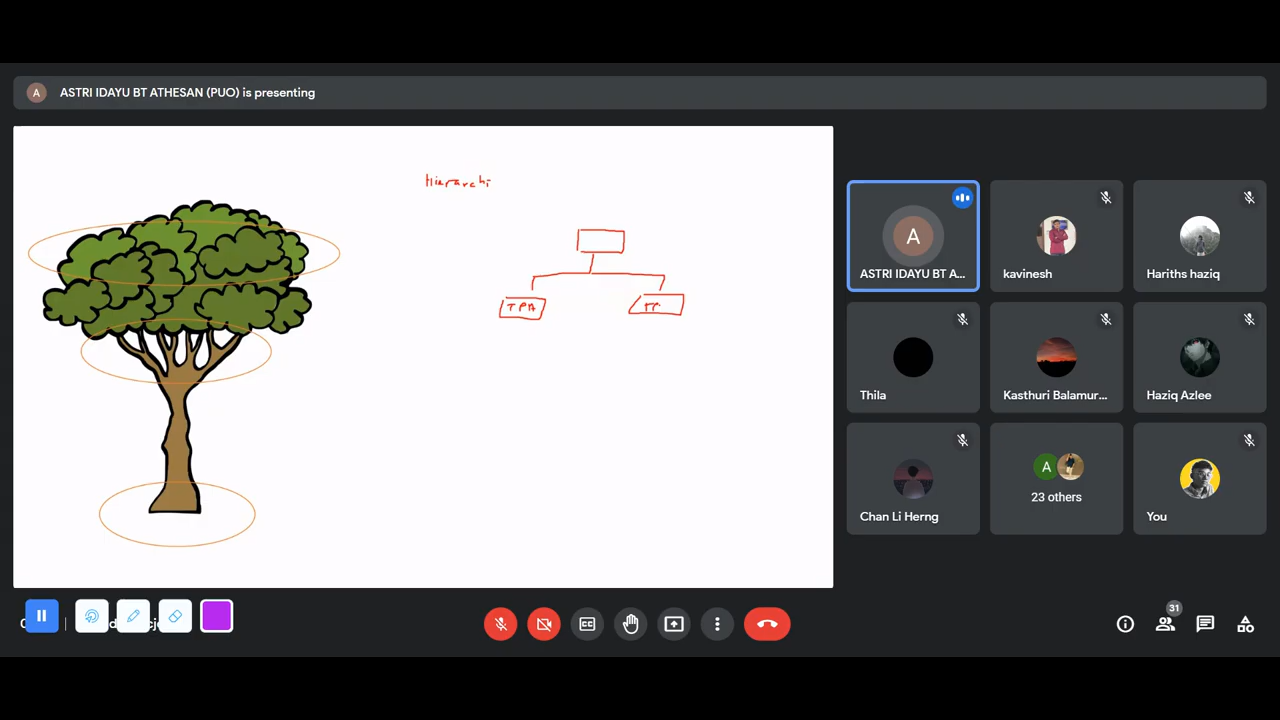 A ASTRI IDAYU BT ATHESAN (PUO) is presenting
Hierarchi
TPA
A
ASTRI IDAYU BT A...
kavinesh
Hariths haziq
Thila
Kasthuri Balamur...
Haziq Azlee
A
Chan Li Herng
23 others
You
CC
31